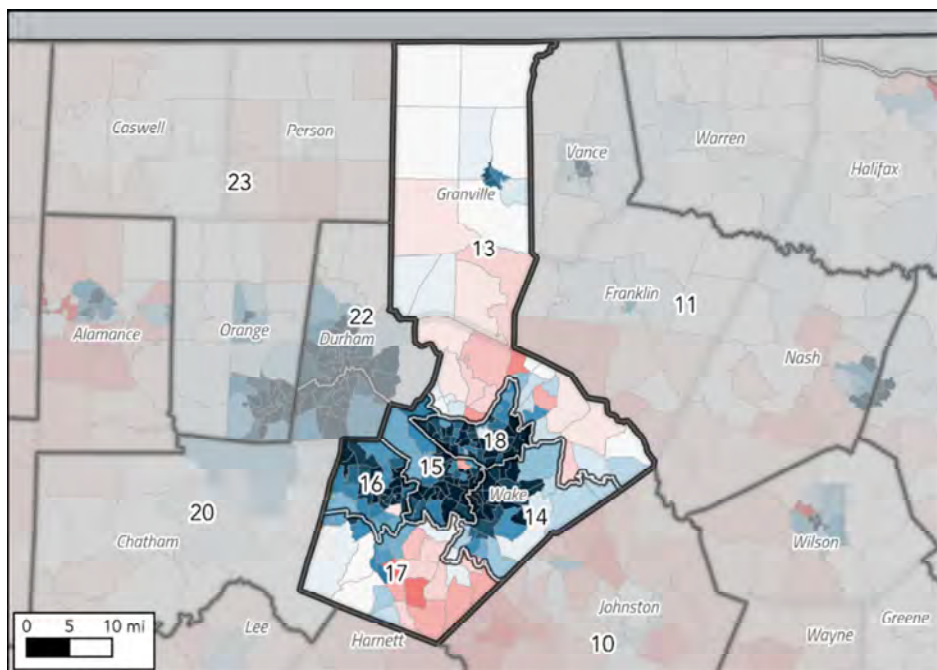 Caswell
Person
Warren
Vance
Halifax
23
Granville
13
Franklin
11
22
Alamance
Orange
Durham
Nash
18
15
16
Wake
20
14
Chatham
Wilson
17
0 5 10 mi
Johnston
Lee
Harnett
10
Wayne
Greene